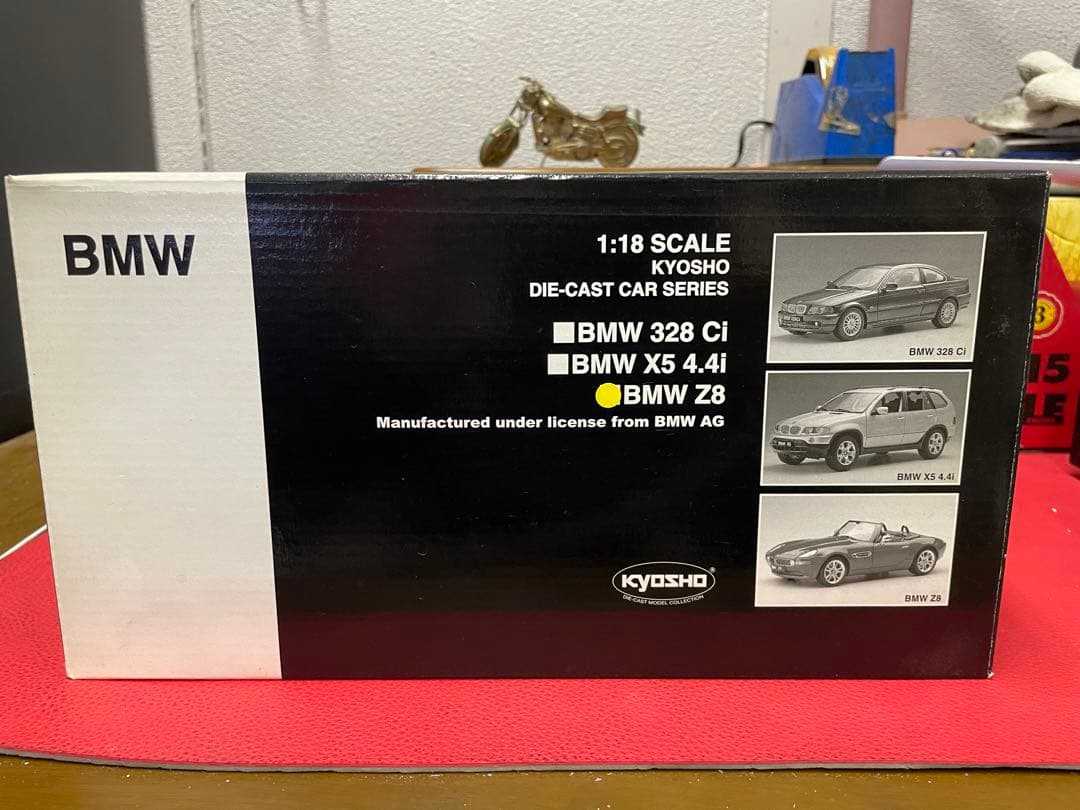 BMW
1:18 SCALE
KYOSHO
DIE-CAST CAR SERIES
BMW 328 Ci
BMW X5 4.4i
BMW Z8
Manufactured under license from BMW AG
KYOSHO
DIE-CAST MODEL COLLECTION
BMW 328 Ci
BMW X5 4.4i
BMW Z8
15